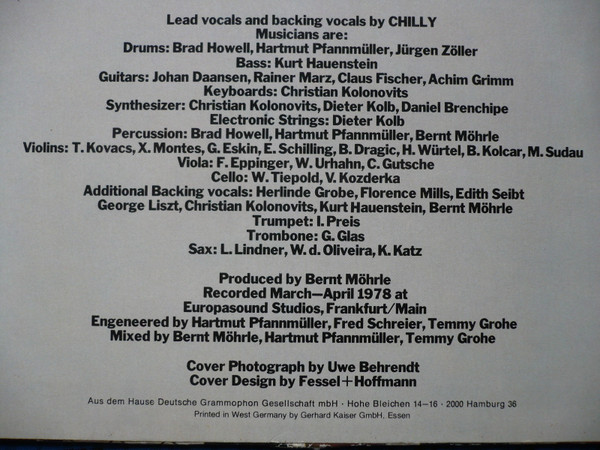 Lead vocals and backing vocals by CHILLY
Musicians are:
Drums: Brad Howell, Hartmut Pfannmüller, Jürgen Zöller
Bass: Kurt Hauenstein
Guitars: Johan Daansen, Rainer Marz, Claus Fischer, Achim Grimm
Keyboards: Christian Kolonovits
Synthesizer: Christian Kolonovits, Dieter Kolb, Daniel Brenchipe
Electronic Strings: Dieter Kolb
Percussion: Brad Howell, Hartmut Pfannmüller, Bernt Möhrle
Violins: T. Kovacs, X. Montes, G. Eskin, E. Schilling, B. Dragic, H. Würtel, B. Kolcar, M. Sudau
Viola: F. Eppinger, W. Urhahn, C. Gutsche
Cello: W. Tiepold, V. Kozderka
Additional Backing vocals: Herlinde Grobe, Florence Mills, Edith Seibt
George Liszt, Christian Kolonovits, Kurt Hauenstein, Bernt Möhrle
Trumpet: I. Preis
Trombone: G. Glas
Sax: L. Lindner, W. d. Oliveira, K. Katz
Produced by Bernt Möhrle
Recorded March—April 1978 at
Europasound Studios, Frankfurt/Main
Engeneered by Hartmut Pfannmüller, Fred Schreier, Temmy Grohe
Mixed by Bernt Möhrle, Hartmut Pfannmüller, Temmy Grohe
Cover Photograph by Uwe Behrendt
Cover Design by Fessel+Hoffmann
Aus dem Hause Deutsche Grammophon Gesellschaft mbH · Hohe Bleichen 14—16 · 2000 Hamburg 36
Printed in West Germany by Gerhard Kaiser GmbH, Essen